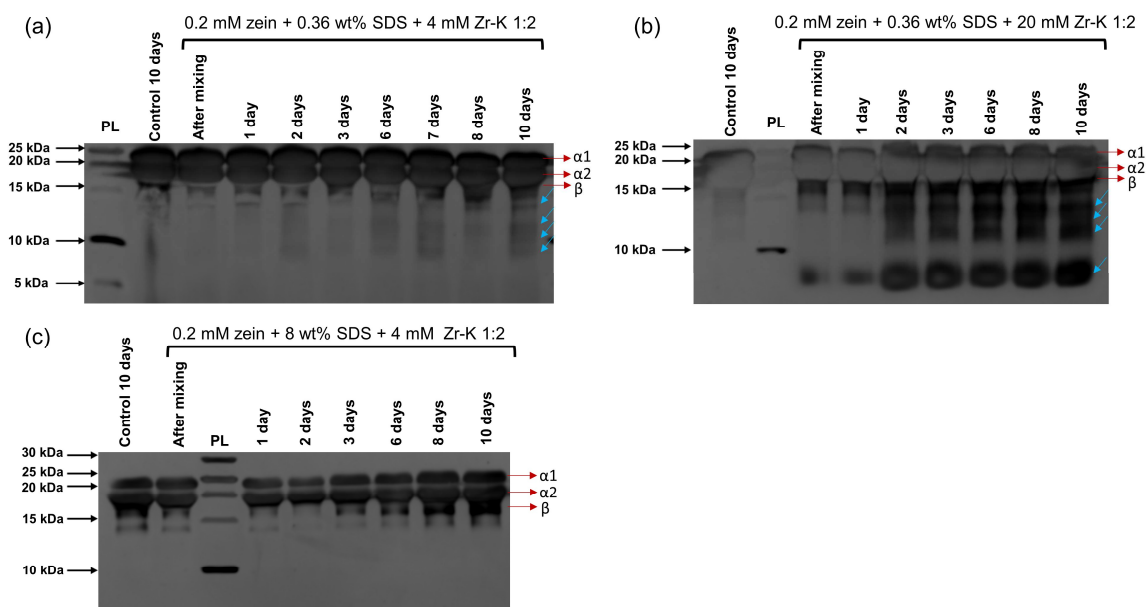 (a)
0.2 mM zein + 0.36 wt% SDS + 4 mM Zr-K 1:2
PL
Control 10 days
After mixing
1 day
2 days
3 days
6 days
7 days
8 days
10 days
25 kDa
20 kDa
15 kDa
10 kDa
5 kDa
α1
α2
β
(b)
0.2 mM zein + 0.36 wt% SDS + 20 mM Zr-K 1:2
Control 10 days
PL
After mixing
1 day
2 days
3 days
6 days
8 days
10 days
25 kDa
20 kDa
15 kDa
10 kDa
α1
α2
β
(c)
0.2 mM zein + 8 wt% SDS + 4 mM Zr-K 1:2
Control 10 days
After mixing
PL
1 day
2 days
3 days
6 days
8 days
10 days
30 kDa
25 kDa
20 kDa
15 kDa
10 kDa
α1
α2
β